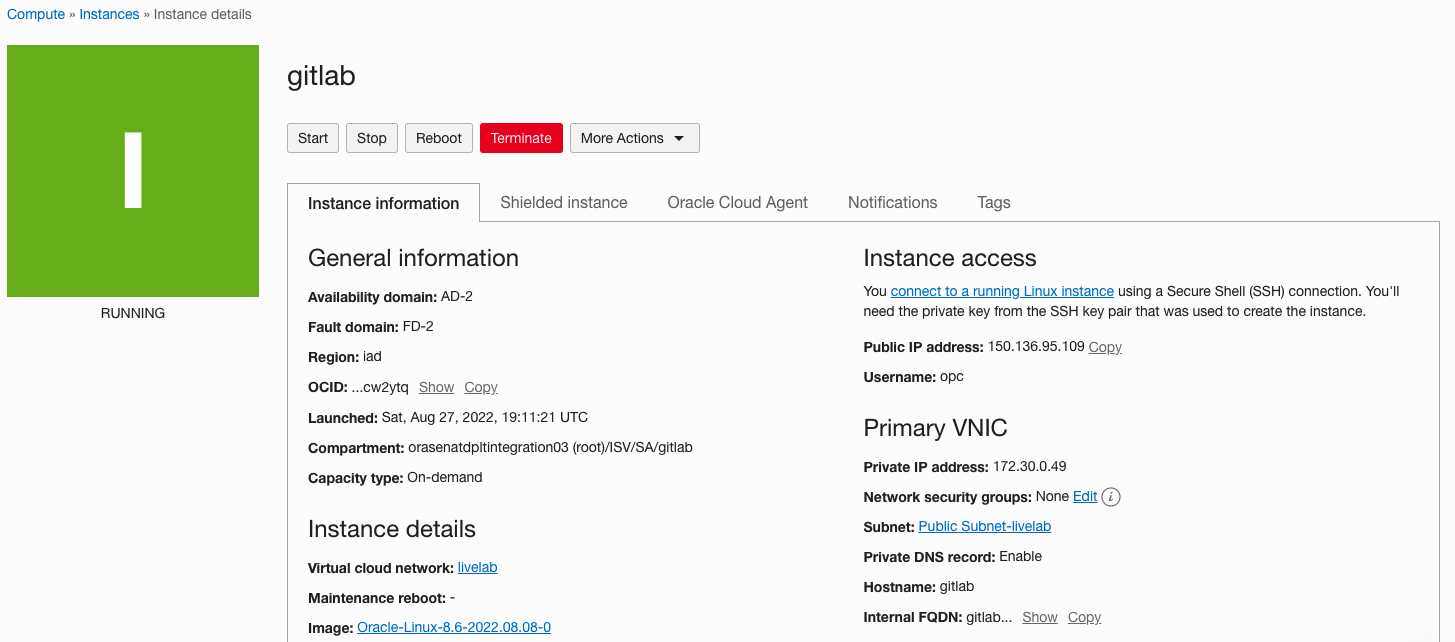 Compute » Instances » Instance details
I
RUNNING
gitlab
Start Stop Reboot Terminate More Actions
Instance information Shielded instance Oracle Cloud Agent Notifications Tags
General information
Availability domain: AD-2
Fault domain: FD-2
Region: iad
OCID: ...cw2ytq Show Copy
Launched: Sat, Aug 27, 2022, 19:11:21 UTC
Compartment: orasenatdpltintegration03 (root)/ISV/SA/gitlab
Capacity type: On-demand
Instance details
Virtual cloud network: livelab
Maintenance reboot: -
Image: Oracle-Linux-8.6-2022.08.08-0
Instance access
You connect to a running Linux instance using a Secure Shell (SSH) connection. You'll
need the private key from the SSH key pair that was used to create the instance.
Public IP address: 150.136.95.109 Copy
Username: opc
Primary VNIC
Private IP address: 172.30.0.49
Network security groups: None Edit i
Subnet: Public Subnet-livelab
Private DNS record: Enable
Hostname: gitlab
Internal FQDN: gitlab... Show Copy